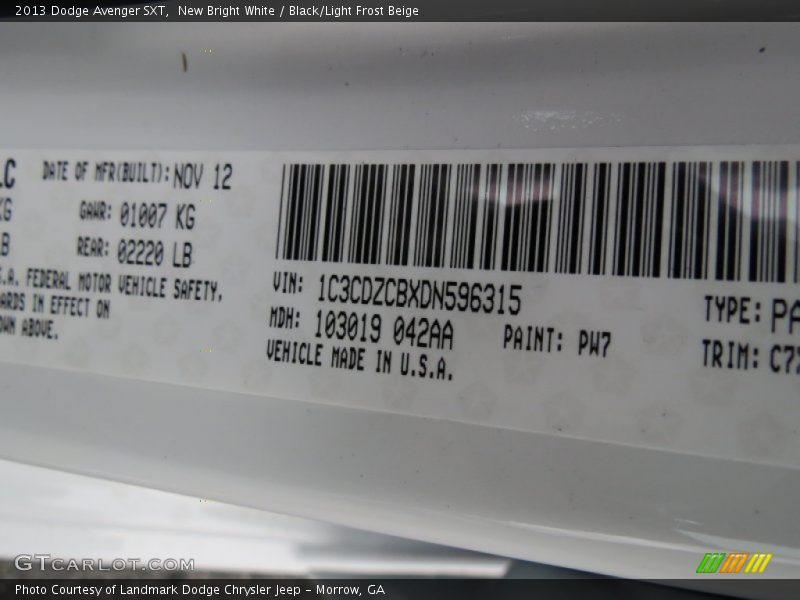 2013 Dodge Avenger SXT,  New Bright White / Black/Light Frost Beige
LC
DATE OF MFR(BUILT): NOV 12
KG
GAWR: 01007 KG
LB
REAR: 02220 LB
S.A. FEDERAL MOTOR VEHICLE SAFETY,
ARDS IN EFFECT ON
OWN ABOVE.
VIN: 1C3CDZCBXDN596315
MDH: 103019 042AA
PAINT: PW7
VEHICLE MADE IN U.S.A.
TYPE: PA
TRIM: C7
GTCARLOT.COM
Photo Courtesy of Landmark Dodge Chrysler Jeep – Morrow, GA